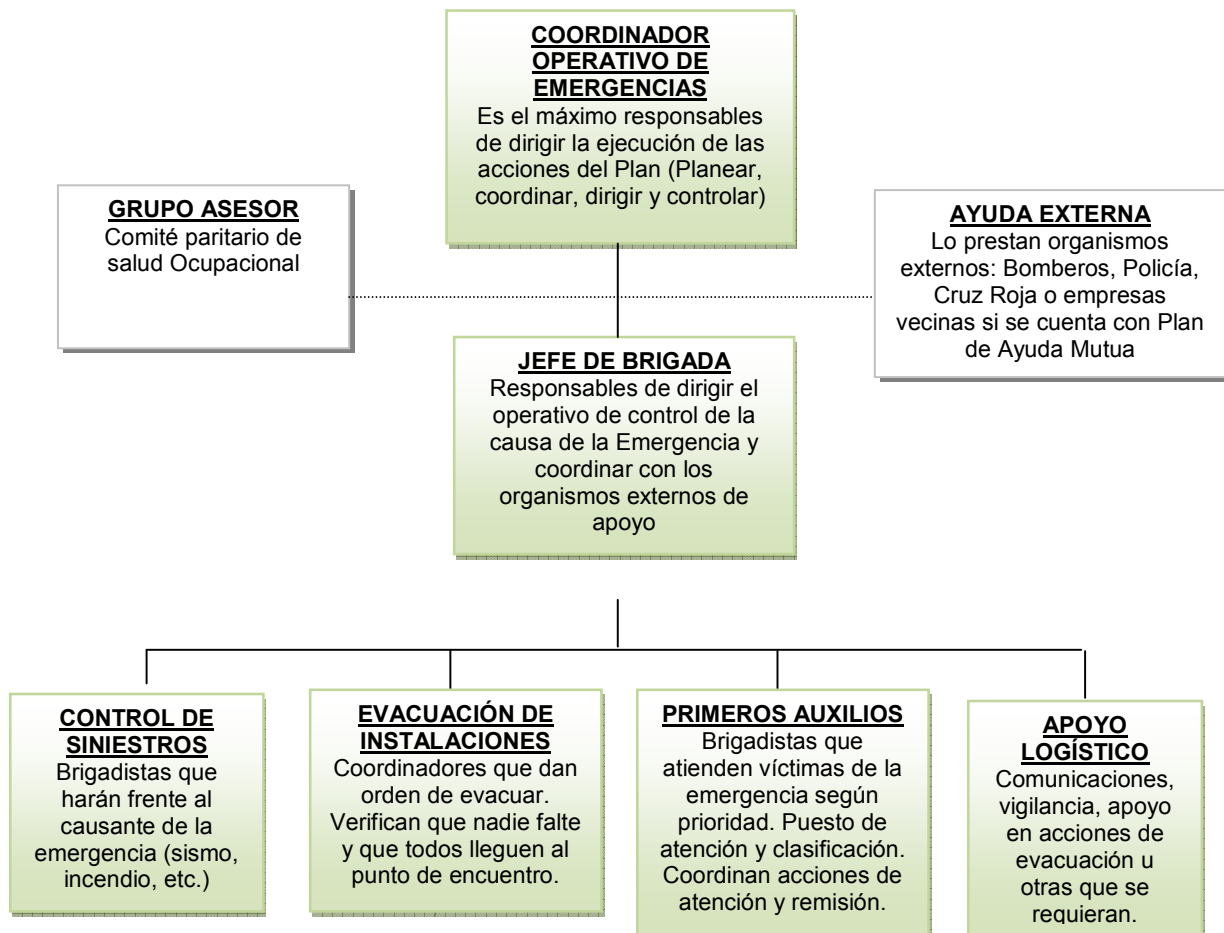 COORDINADOR
OPERATIVO DE
EMERGENCIAS
Es el máximo responsables
de dirigir la ejecución de las
acciones del Plan (Planear,
coordinar, dirigir y controlar)
GRUPO ASESOR
Comité paritario de
salud Ocupacional
AYUDA EXTERNA
Lo prestan organismos
externos: Bomberos, Policía,
Cruz Roja o empresas
vecinas si se cuenta con Plan
de Ayuda Mutua
JEFE DE BRIGADA
Responsables de dirigir el
operativo de control de la
causa de la Emergencia y
coordinar con los
organismos externos de
apoyo
CONTROL DE
SINIESTROS
Brigadistas que
harán frente al
causante de la
emergencia (sismo,
incendio, etc.)
EVACUACIÓN DE
INSTALACIONES
Coordinadores que dan
orden de evacuar.
Verifican que nadie falte
y que todos lleguen al
punto de encuentro.
PRIMEROS AUXILIOS
Brigadistas que
atienden víctimas de la
emergencia según
prioridad. Puesto de
atención y clasificación.
Coordinan acciones de
atención y remisión.
APOYO
LOGÍSTICO
Comunicaciones,
vigilancia, apoyo
en acciones de
evacuación u
otras que se
requieran.